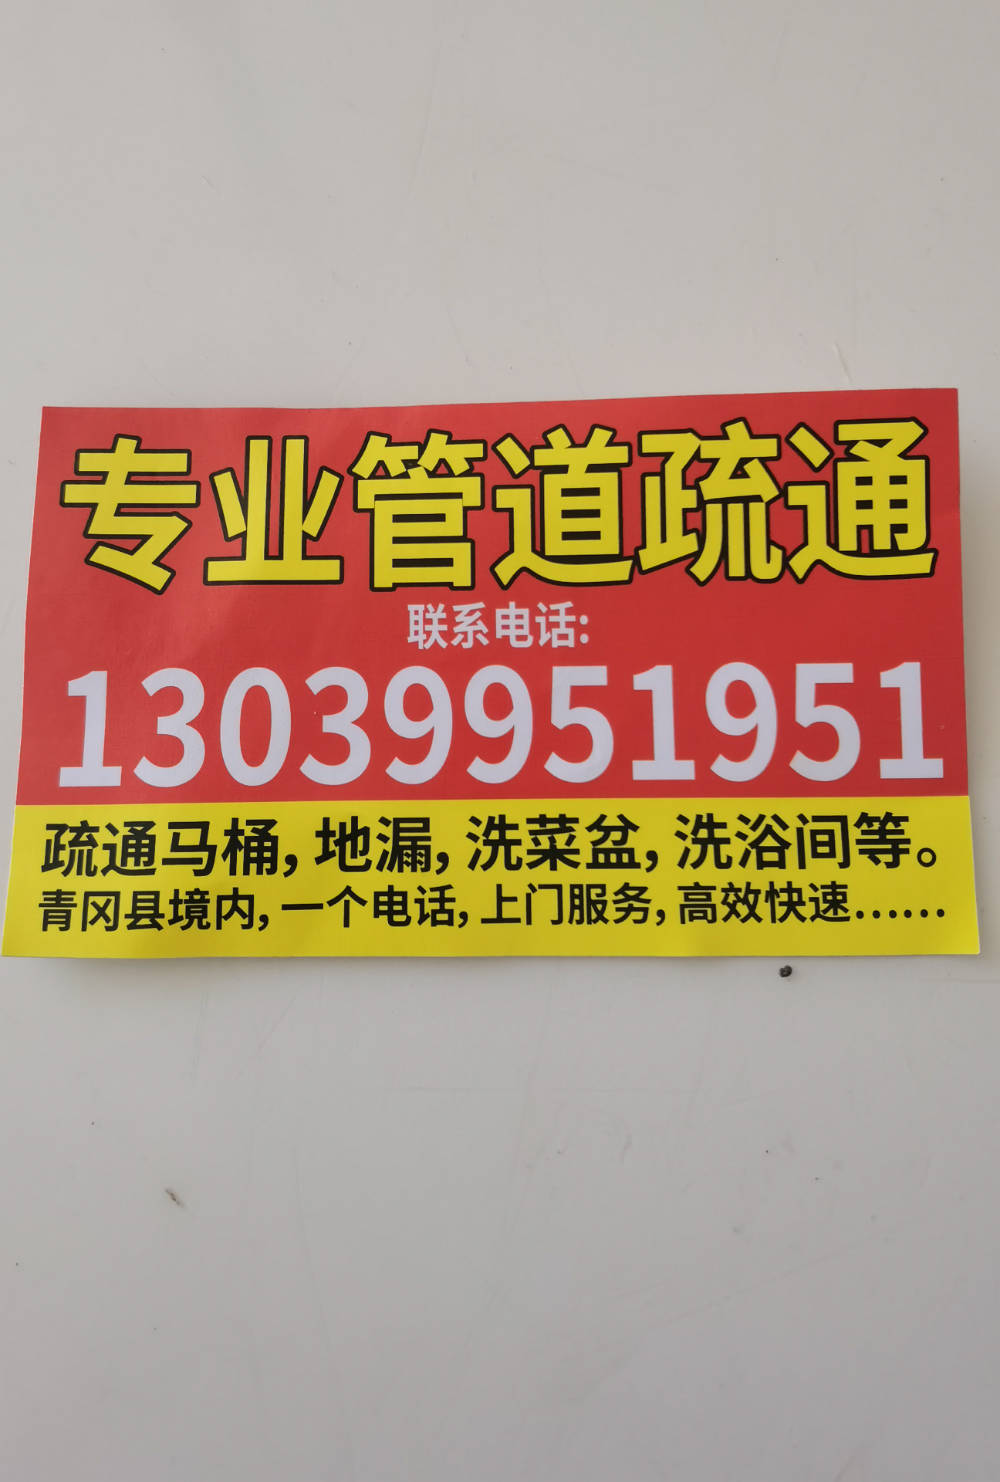 专业管道疏通
联系电话:
13039951951
疏通马桶,地漏,洗菜盆,洗浴间等。
青冈县境内,一个电话,上门服务,高效快速……